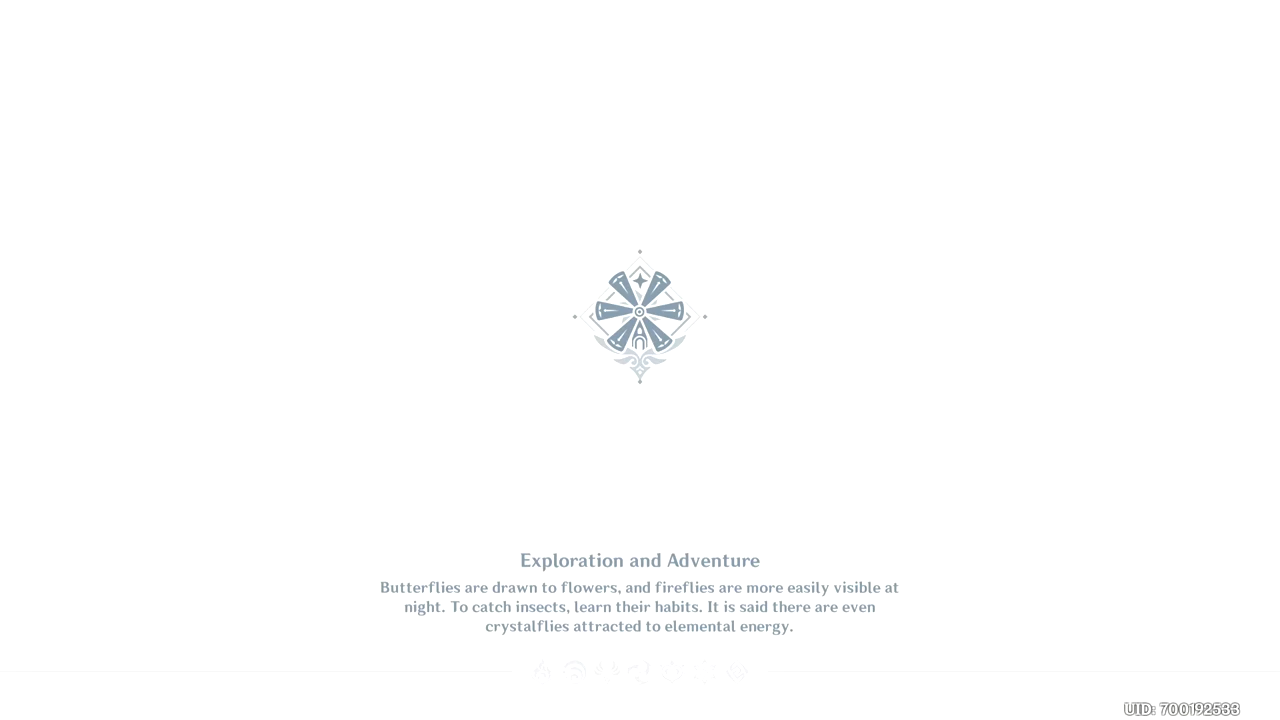 Exploration and Adventure
Butterflies are drawn to flowers, and fireflies are more easily visible at
night. To catch insects, learn their habits. It is said there are even
crystalflies attracted to elemental energy.
UID: 700192533